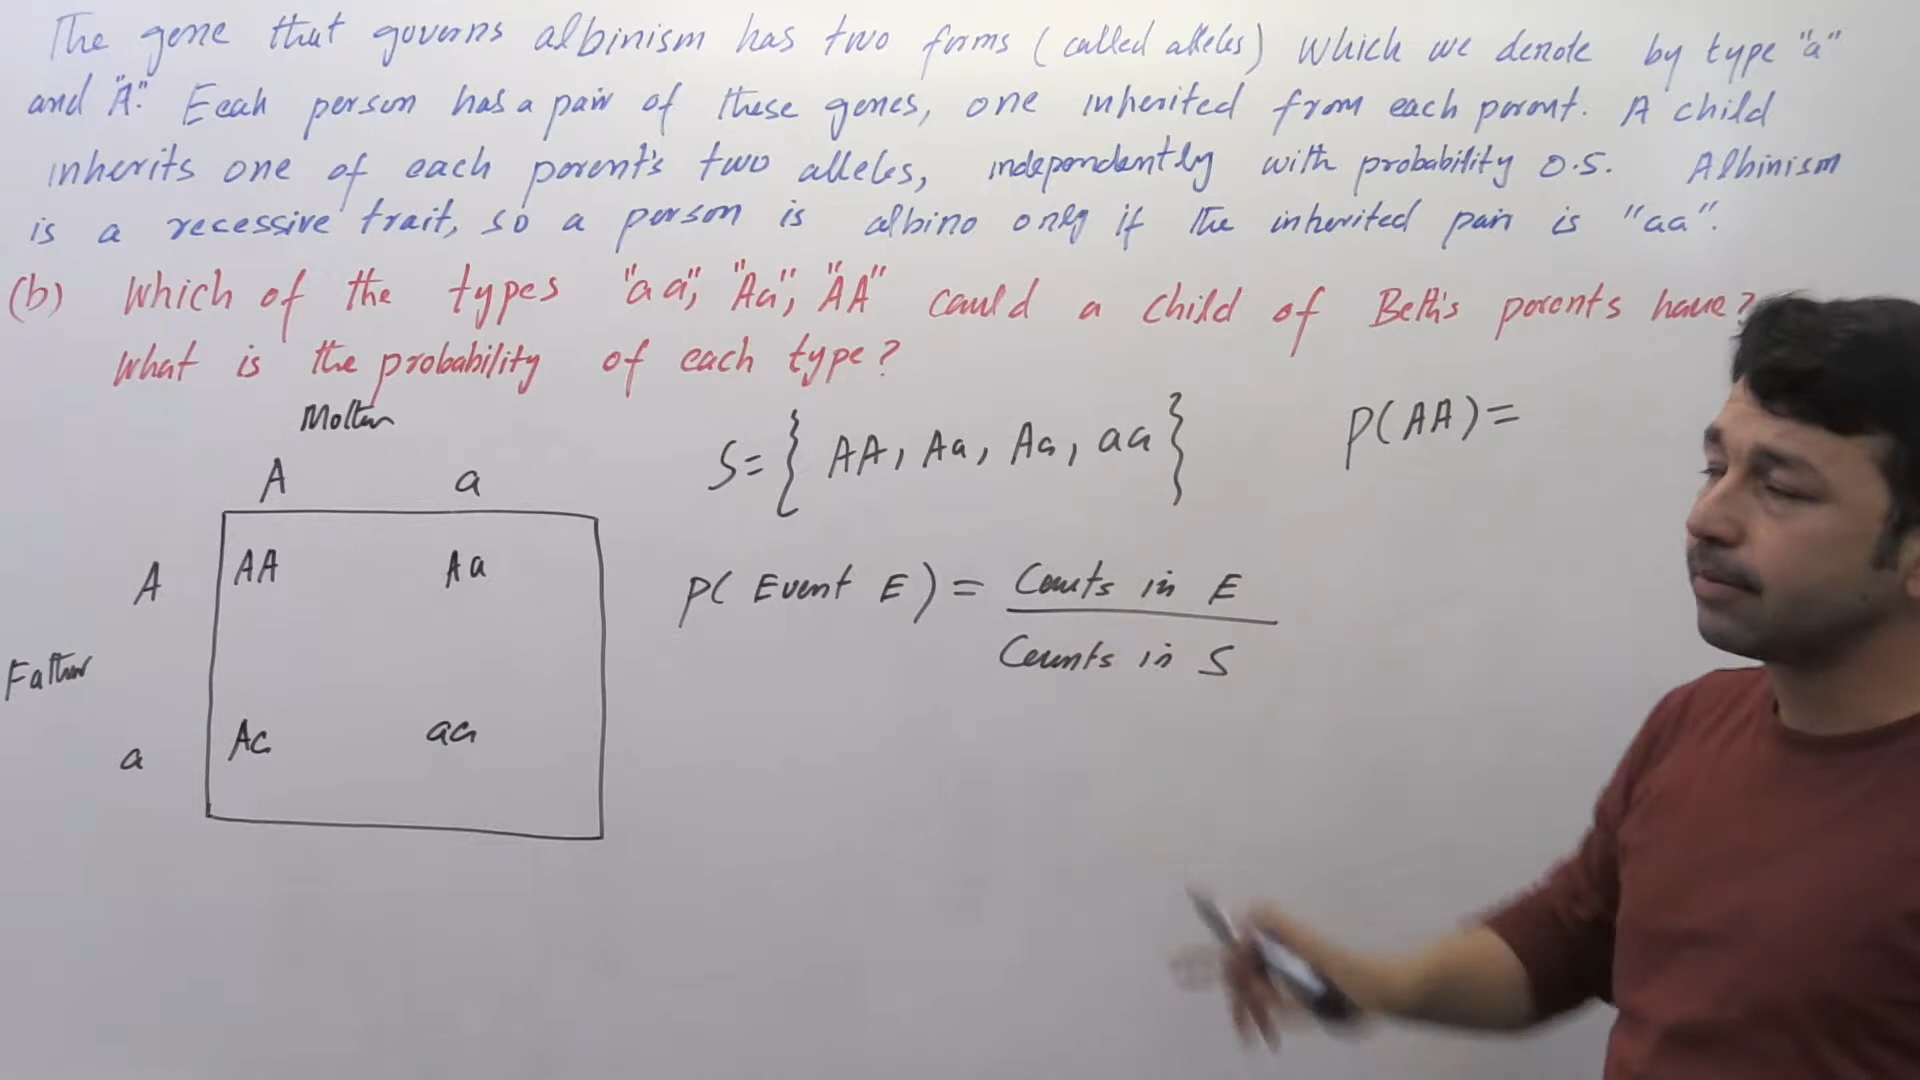 The gene that governs albinism has two forms (called alleles) which we denote by type "a"
and "A." Eeah person has a pair of these genes, one inherited from each parent. A child
inherits one of each parent's two alleles, independently with probability 0.5. Albinism
is a recessive trait, so a person is albino only if the inherited pair is "aa".
(b) Which of the types "aa", "Aa", "AA" could a child of Beth's parents have?
What is the probability of each type?
Mother
A a
A AA Aa
Father
a Aa aa
S = { AA, Aa, Aa, aa }
P( Event E ) = Counts in E
Counts in S
P(AA) =